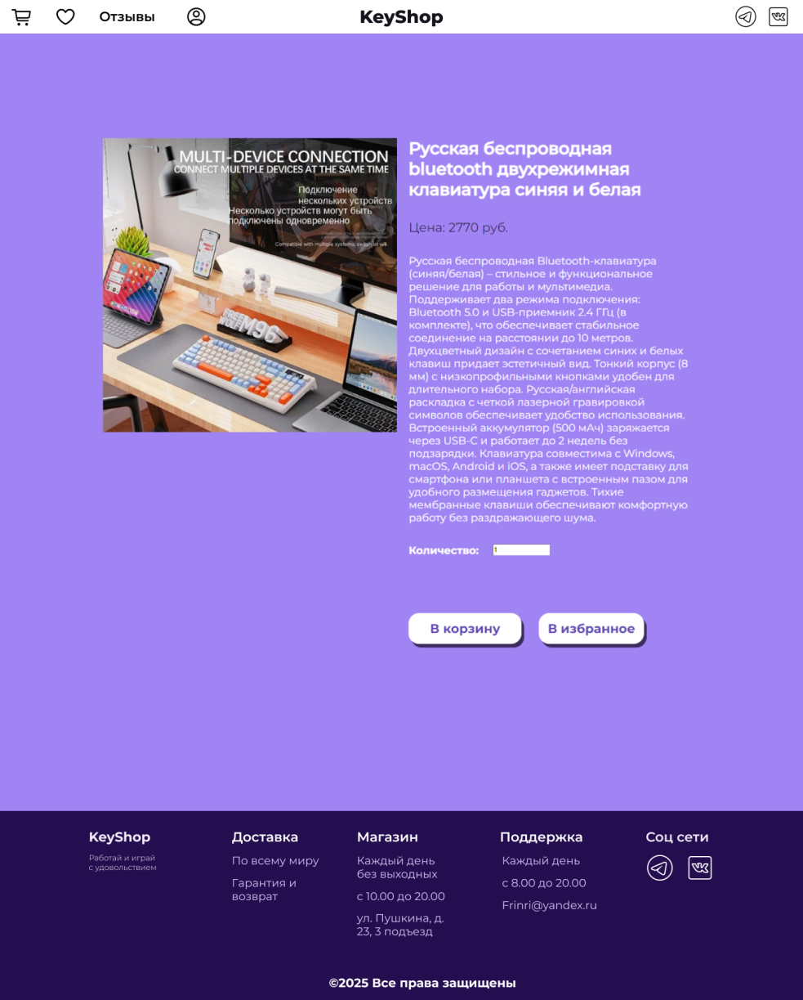 Отзывы
KeyShop
MULTI-DEVICE CONNECTION
CONNECT MULTIPLE DEVICES AT THE SAME TIME
Подключение
нескольких устройств
Несколько устройств могут быть
подключены одновременно
Compatible with multiple systems, switch at will
Русская беспроводная
bluetooth двухрежимная
клавиатура синяя и белая
Цена: 2770 руб.
Русская беспроводная Bluetooth-клавиатура
(синяя/белая) – стильное и функциональное
решение для работы и мультимедиа.
Поддерживает два режима подключения:
Bluetooth 5.0 и USB-приемник 2.4 ГГц (в
комплекте), что обеспечивает стабильное
соединение на расстоянии до 10 метров.
Двухцветный дизайн с сочетанием синих и белых
клавиш придает эстетичный вид. Тонкий корпус (8
мм) с низкопрофильными кнопками удобен для
длительного набора. Русская/английская
раскладка с четкой лазерной гравировкой
символов обеспечивает удобство использования.
Встроенный аккумулятор (500 мАч) заряжается
через USB-C и работает до 2 недель без
подзарядки. Клавиатура совместима с Windows,
macOS, Android и iOS, а также имеет подставку для
смартфона или планшета с встроенным пазом для
удобного размещения гаджетов. Тихие
мембранные клавиши обеспечивают комфортную
работу без раздражающего шума.
Количество: 1
В корзину В избранное
KeyShop
Работай и играй
с удовольствием
Доставка
По всему миру
Гарантия и
возврат
Магазин
Каждый день
без выходных
с 10.00 до 20.00
ул. Пушкина, д.
23, 3 подъезд
Поддержка
Каждый день
с 8.00 до 20.00
Frinri@yandex.ru
Соц сети
©2025 Все права защищены